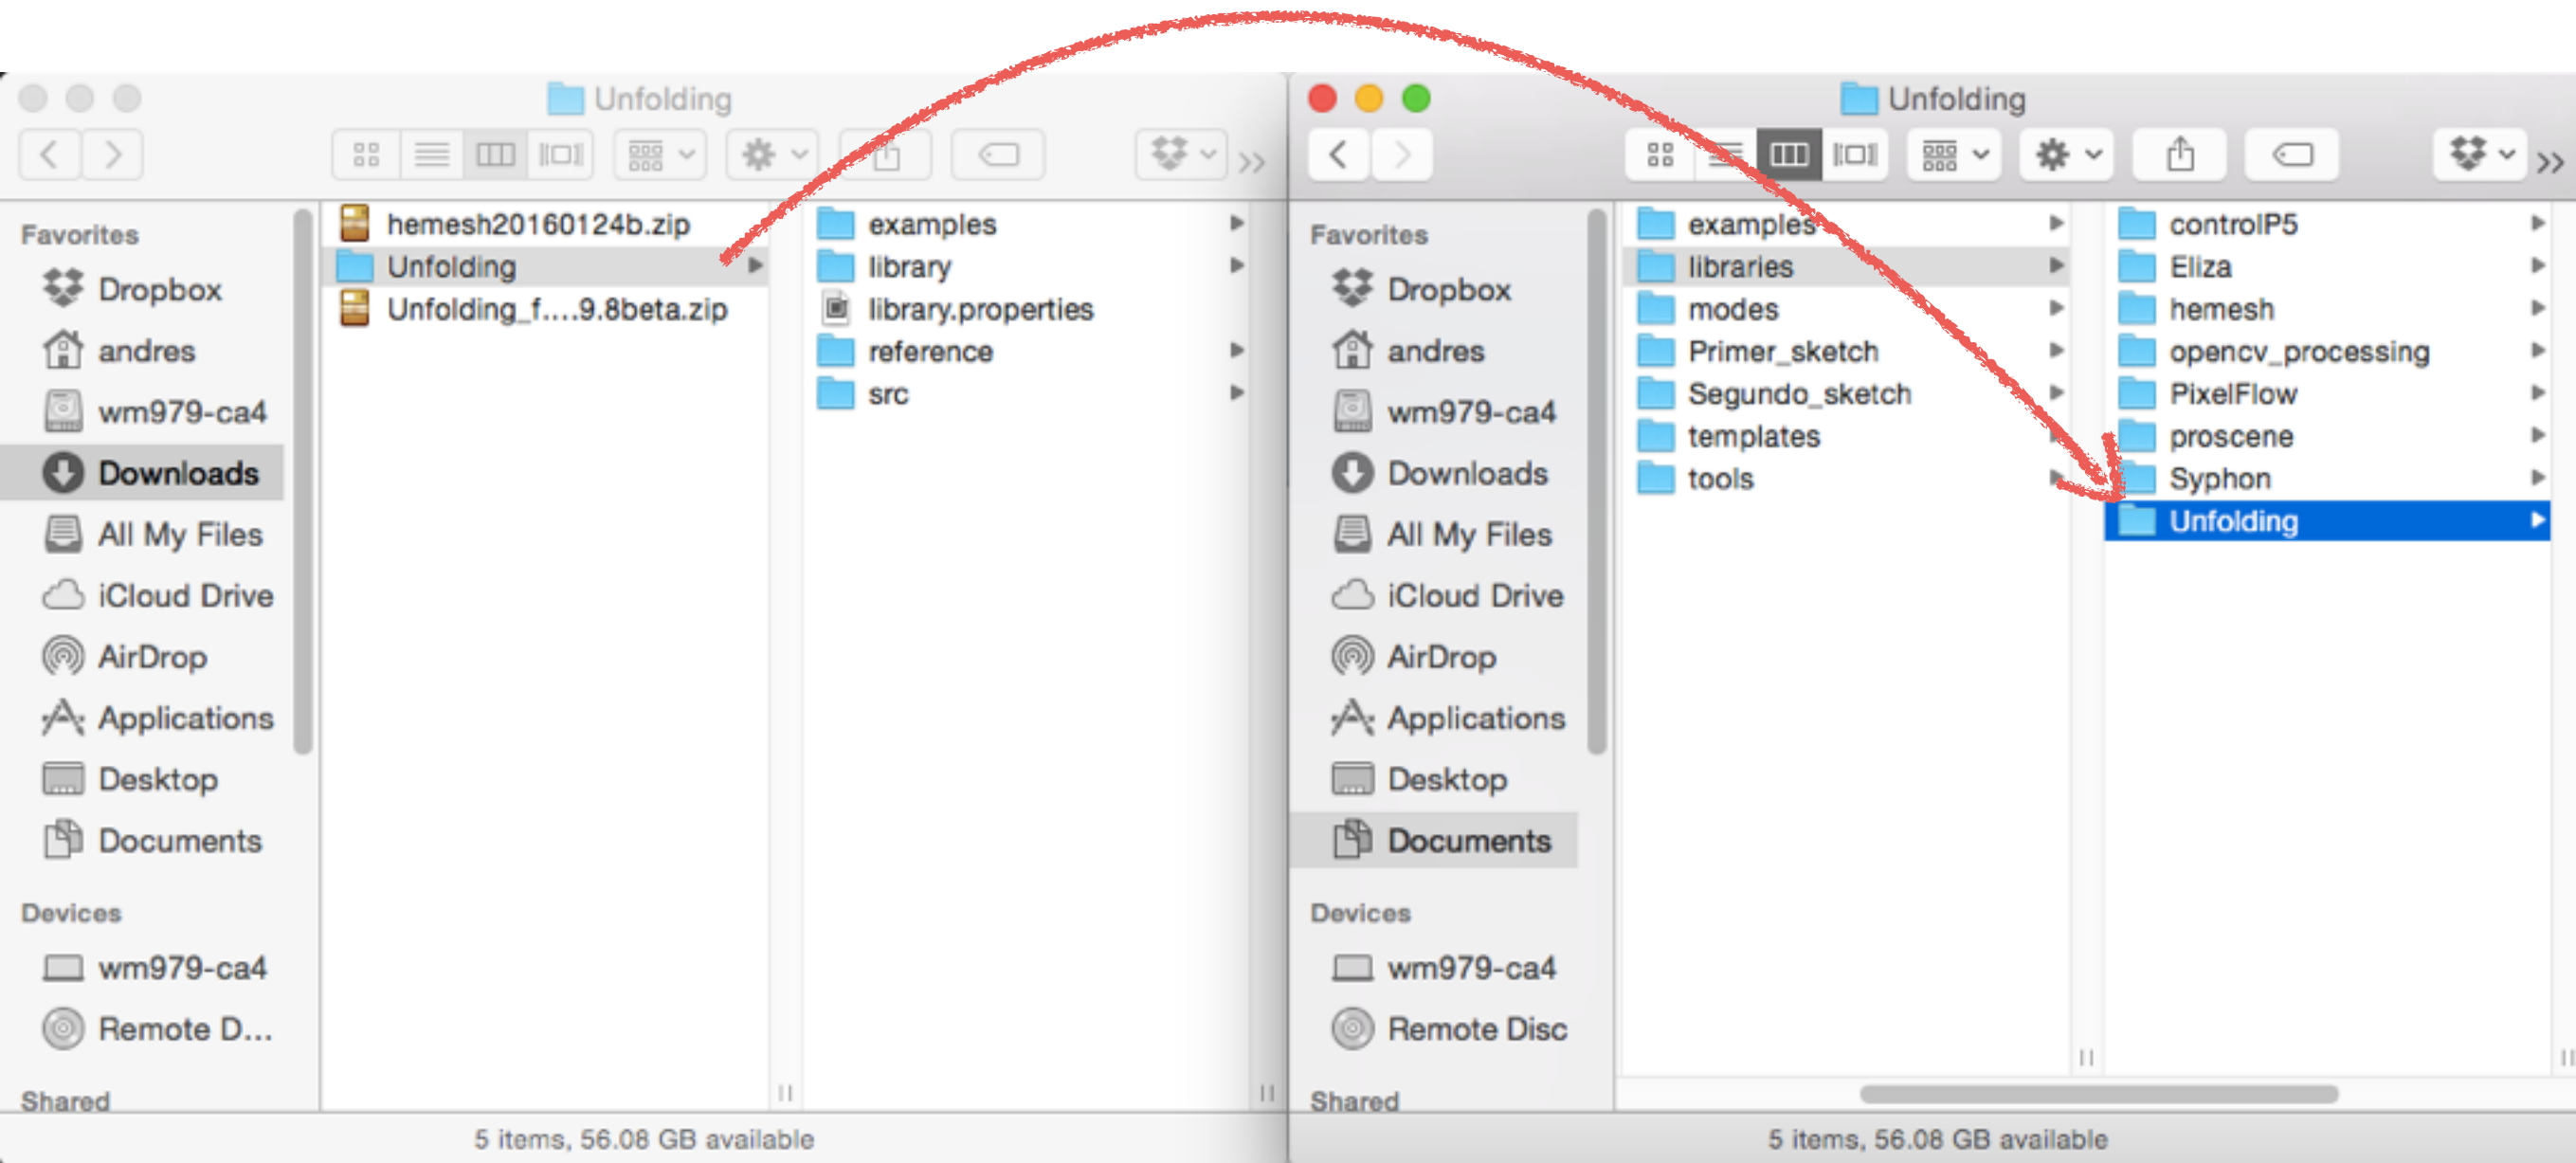 Unfolding
Favorites
Dropbox
andres
wm979-ca4
Downloads
All My Files
iCloud Drive
AirDrop
Applications
Desktop
Documents
Devices
wm979-ca4
Remote D...
Shared
hemesh20160124b.zip
Unfolding
Unfolding_f....9.8beta.zip
examples
library
library.properties
reference
src
5 items, 56.08 GB available
Unfolding
Favorites
Dropbox
andres
wm979-ca4
Downloads
All My Files
iCloud Drive
AirDrop
Applications
Desktop
Documents
Devices
wm979-ca4
Remote Disc
Shared
examples
libraries
modes
Primer_sketch
Segundo_sketch
templates
tools
controlP5
Eliza
hemesh
opencv_processing
PixelFlow
proscene
Syphon
Unfolding
5 items, 56.08 GB available